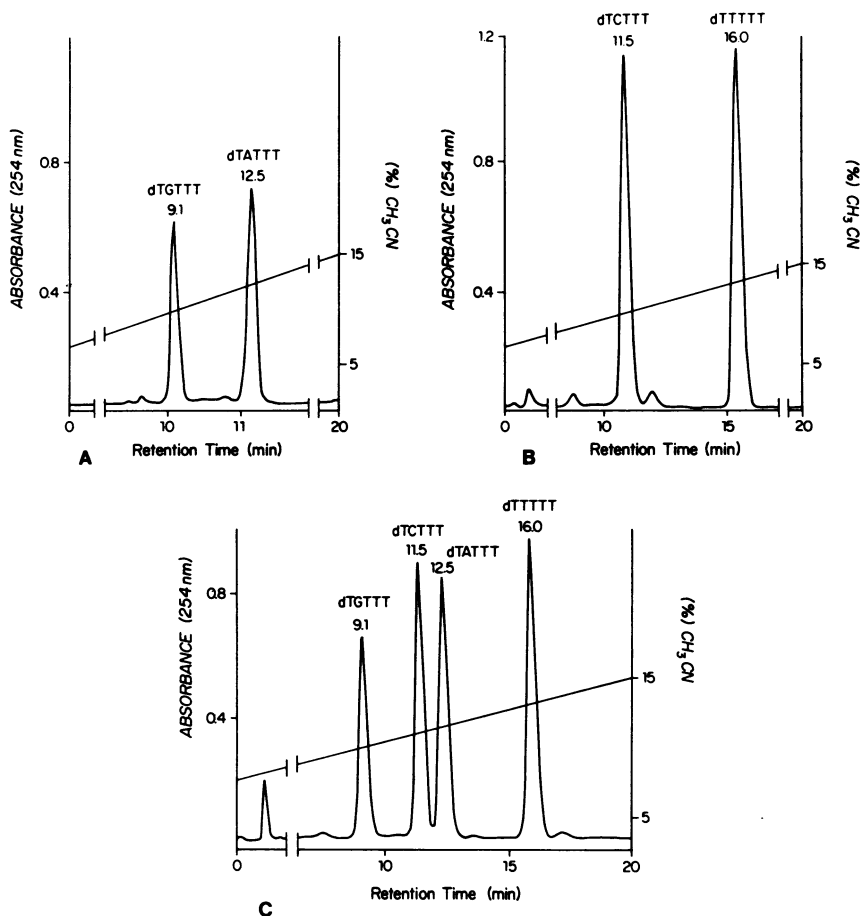 dTATTT
12.5
dTGTTT
9.1
ABSORBANCE (254 nm)
0.8
0.4
(%) CH₃CN
15
5
0
10
11
20
Retention Time (min)
A
dTCTTT
11.5
dTTTTT
16.0
ABSORBANCE (254 nm)
1.2
0.8
0.4
(%) CH₃CN
15
5
0
10
15
20
Retention Time (min)
B
dTTTTT
16.0
dTCTTT
11.5
dTATTT
12.5
dTGTTT
9.1
ABSORBANCE (254 nm)
0.8
0.4
(%) CH₃CN
15
5
0
10
15
20
Retention Time (min)
C